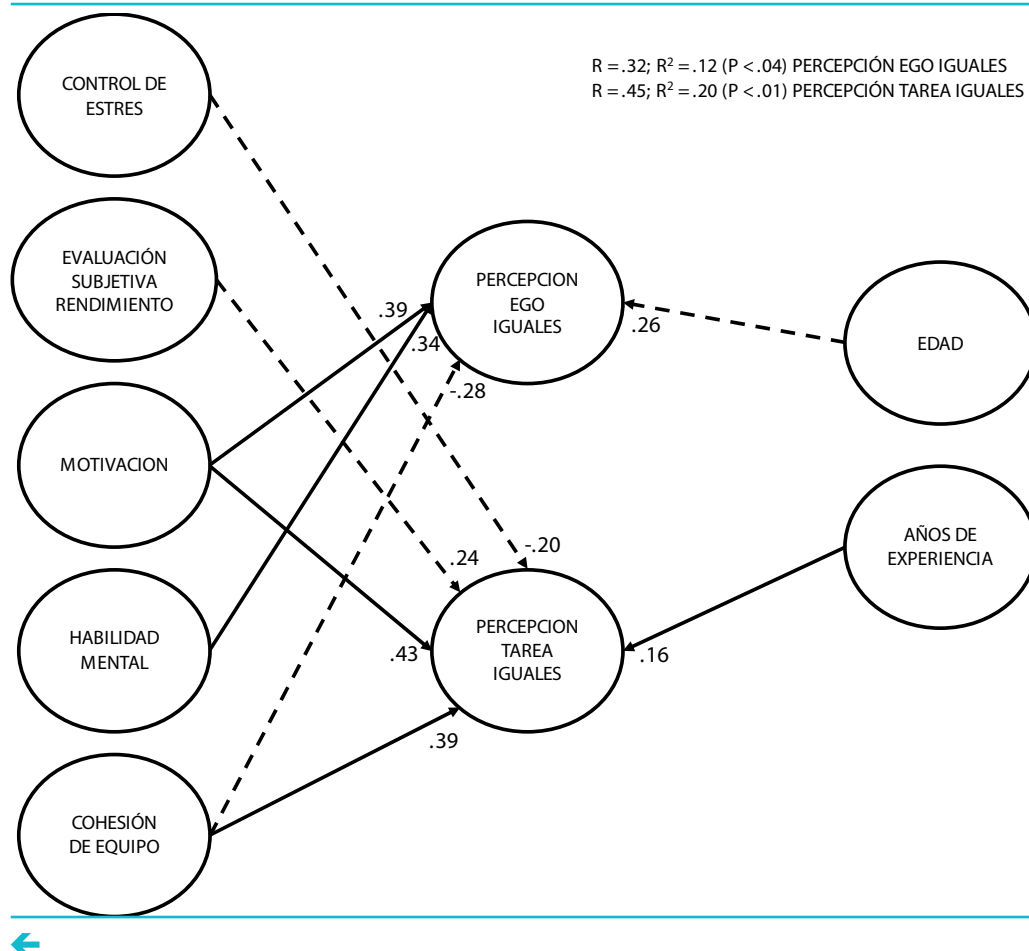 R = .32; R² = .12 (P < .04) PERCEPCIÓN EGO IGUALES
R = .45; R² = .20 (P < .01) PERCEPCIÓN TAREA IGUALES
CONTROL DE
ESTRES
EVALUACIÓN
SUBJETIVA
RENDIMIENTO
MOTIVACION
HABILIDAD
MENTAL
COHESIÓN
DE EQUIPO
PERCEPCION
EGO
IGUALES
.39
.34
-.28
.26
PERCEPCION
TAREA
IGUALES
.24
-.20
.43
.39
.16
EDAD
AÑOS DE
EXPERIENCIA